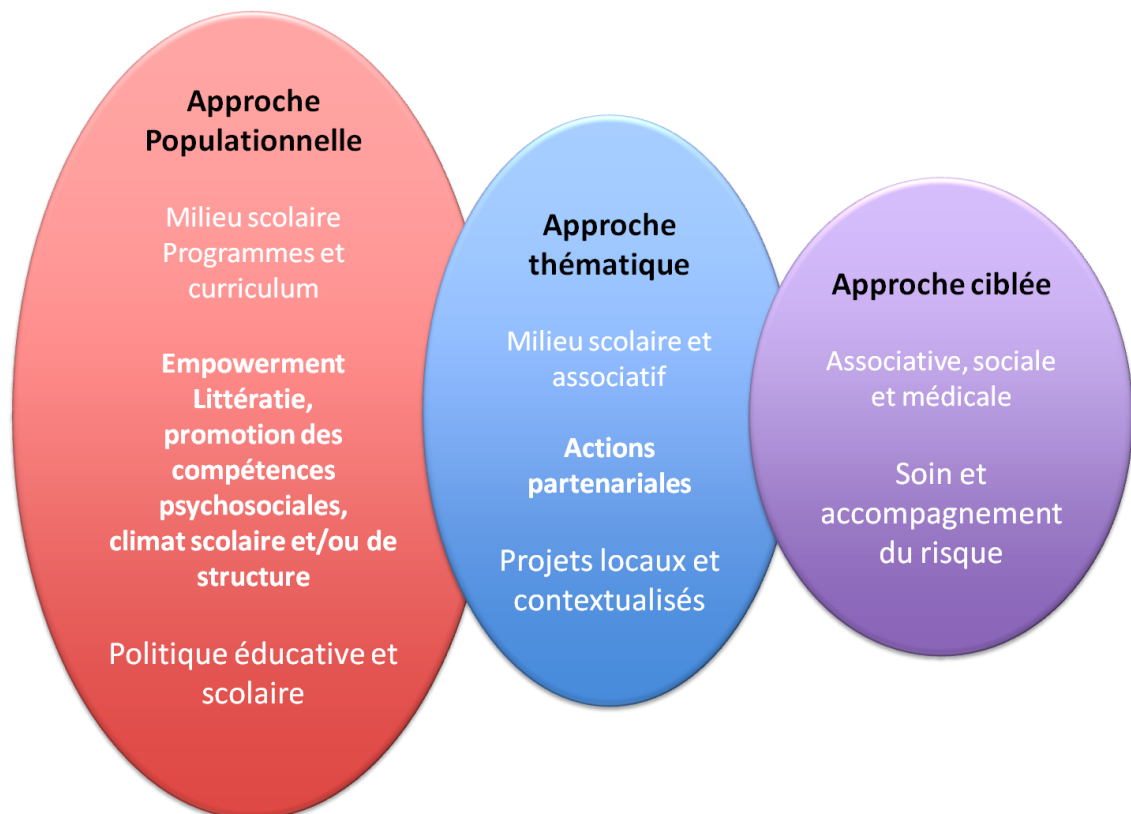 Approche
Populationnelle
Milieu scolaire
Programmes et
curriculum
Empowerment
Littératie,
promotion des
compétences
psychosociales,
climat scolaire et/ou de
structure
Politique éducative et
scolaire
Approche
thématique
Milieu scolaire et
associatif
Actions
partenariales
Projets locaux et
contextualisés
Approche ciblée
Associative, sociale
et médicale
Soin et
accompagnement
du risque